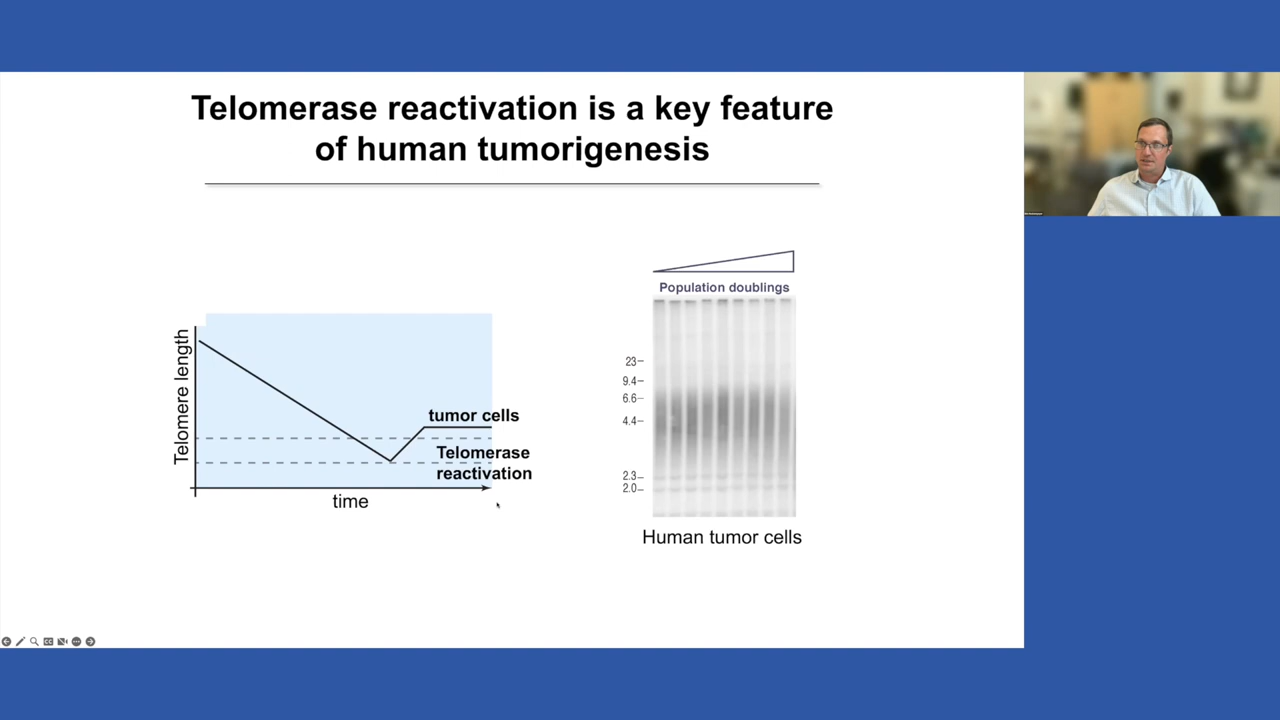 Telomerase reactivation is a key feature
of human tumorigenesis
Telomere length
tumor cells
Telomerase
reactivation
time
Population doublings
23
9.4
6.6
4.4
2.3
2.0
Human tumor cells